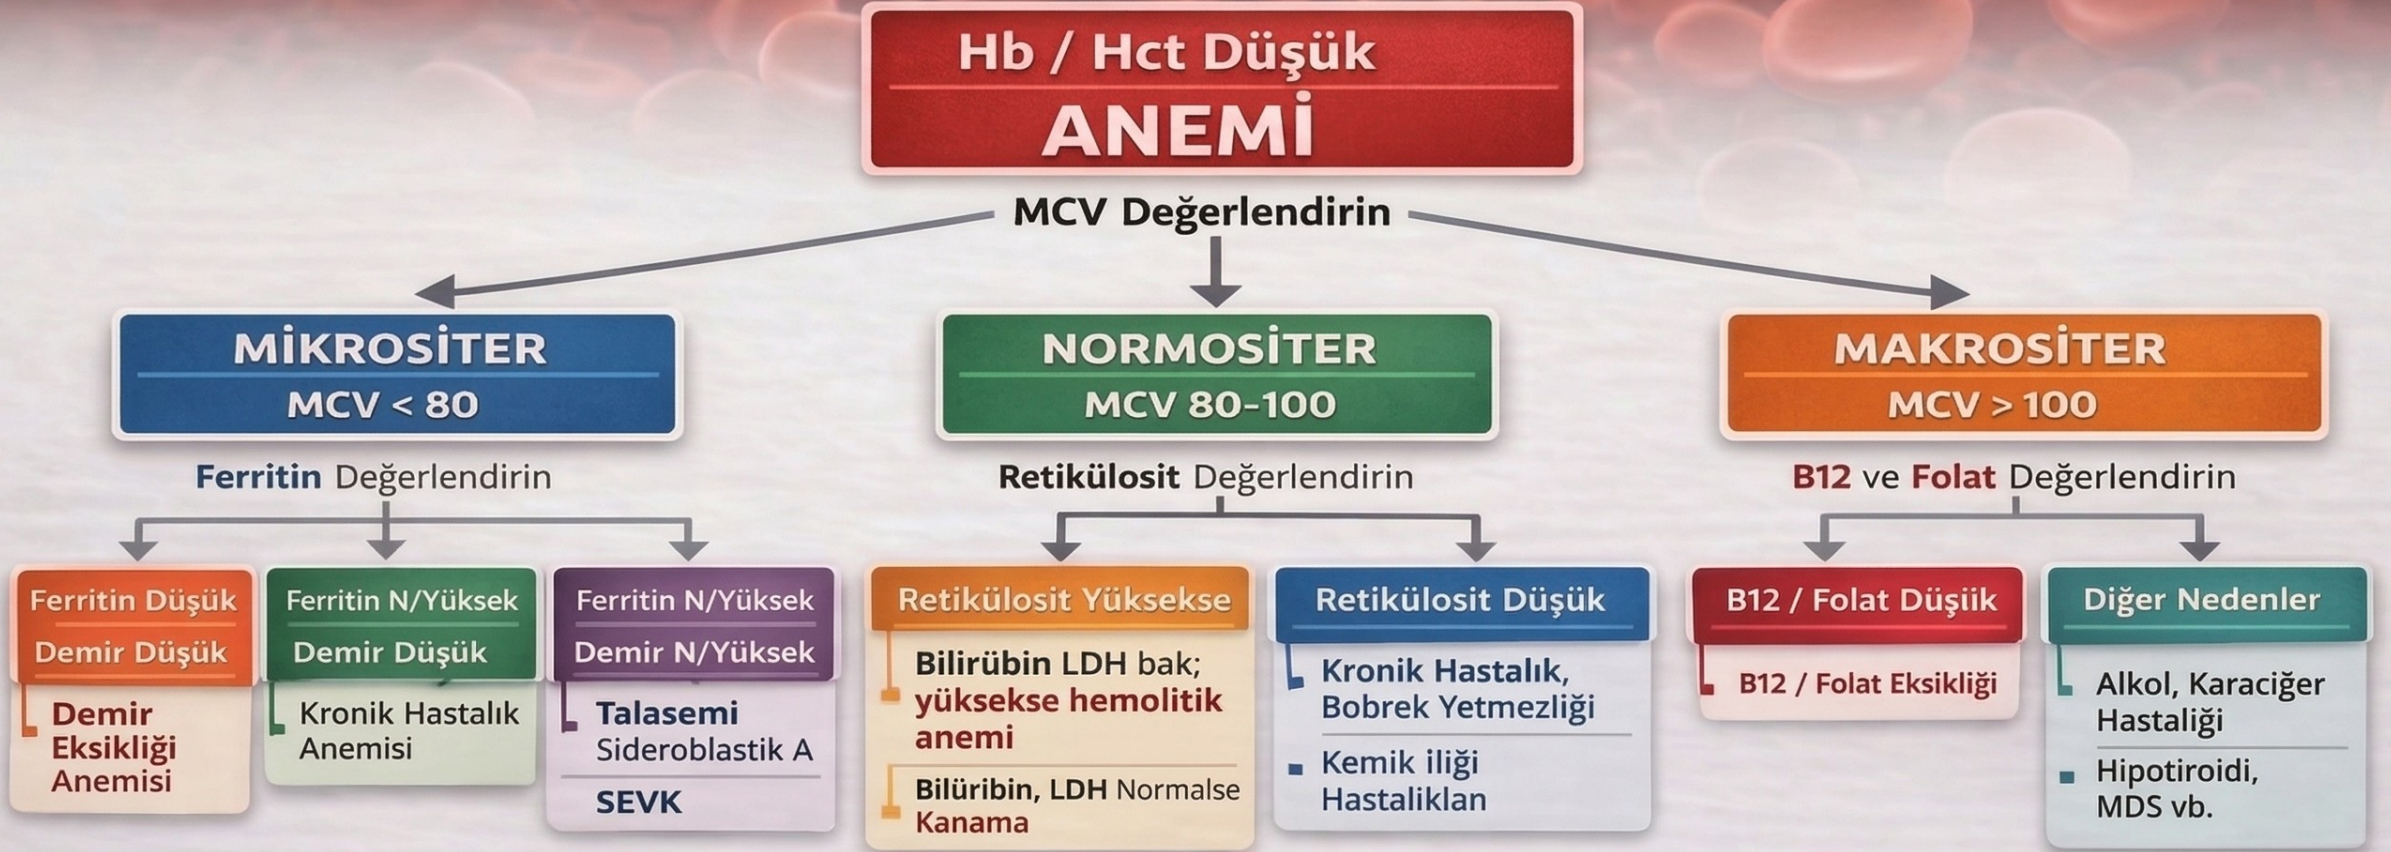 Hb / Hct Düşük
ANEMİ
MCV Değerlendirin
MİKROSİTER
MCV < 80
NORMOSİTER
MCV 80-100
MAKROSİTER
MCV > 100
Ferritin Değerlendirin
Retikülosit Değerlendirin
B12 ve Folat Değerlendirin
Ferritin Düşük
Demir Düşük
Demir
Eksikliği
Anemisi
Ferritin N/Yüksek
Demir Düşük
Kronik Hastalık
Anemisi
Ferritin N/Yüksek
Demir N/Yüksek
Talasemi
Sideroblastik A
SEVK
Retikülosit Yüksekse
Bilirübin LDH bak;
yüksekse hemolitik
anemi
Bilüribin, LDH Normalse
Kanama
Retikülosit Düşük
Kronik Hastalık,
Bobrek Yetmezliği
Kemik iliği
Hastaliklan
B12 / Folat Düşiik
B12 / Folat Eksikliği
Diğer Nedenler
Alkol, Karaciğer
Hastaliği
Hipotiroidi,
MDS vb.